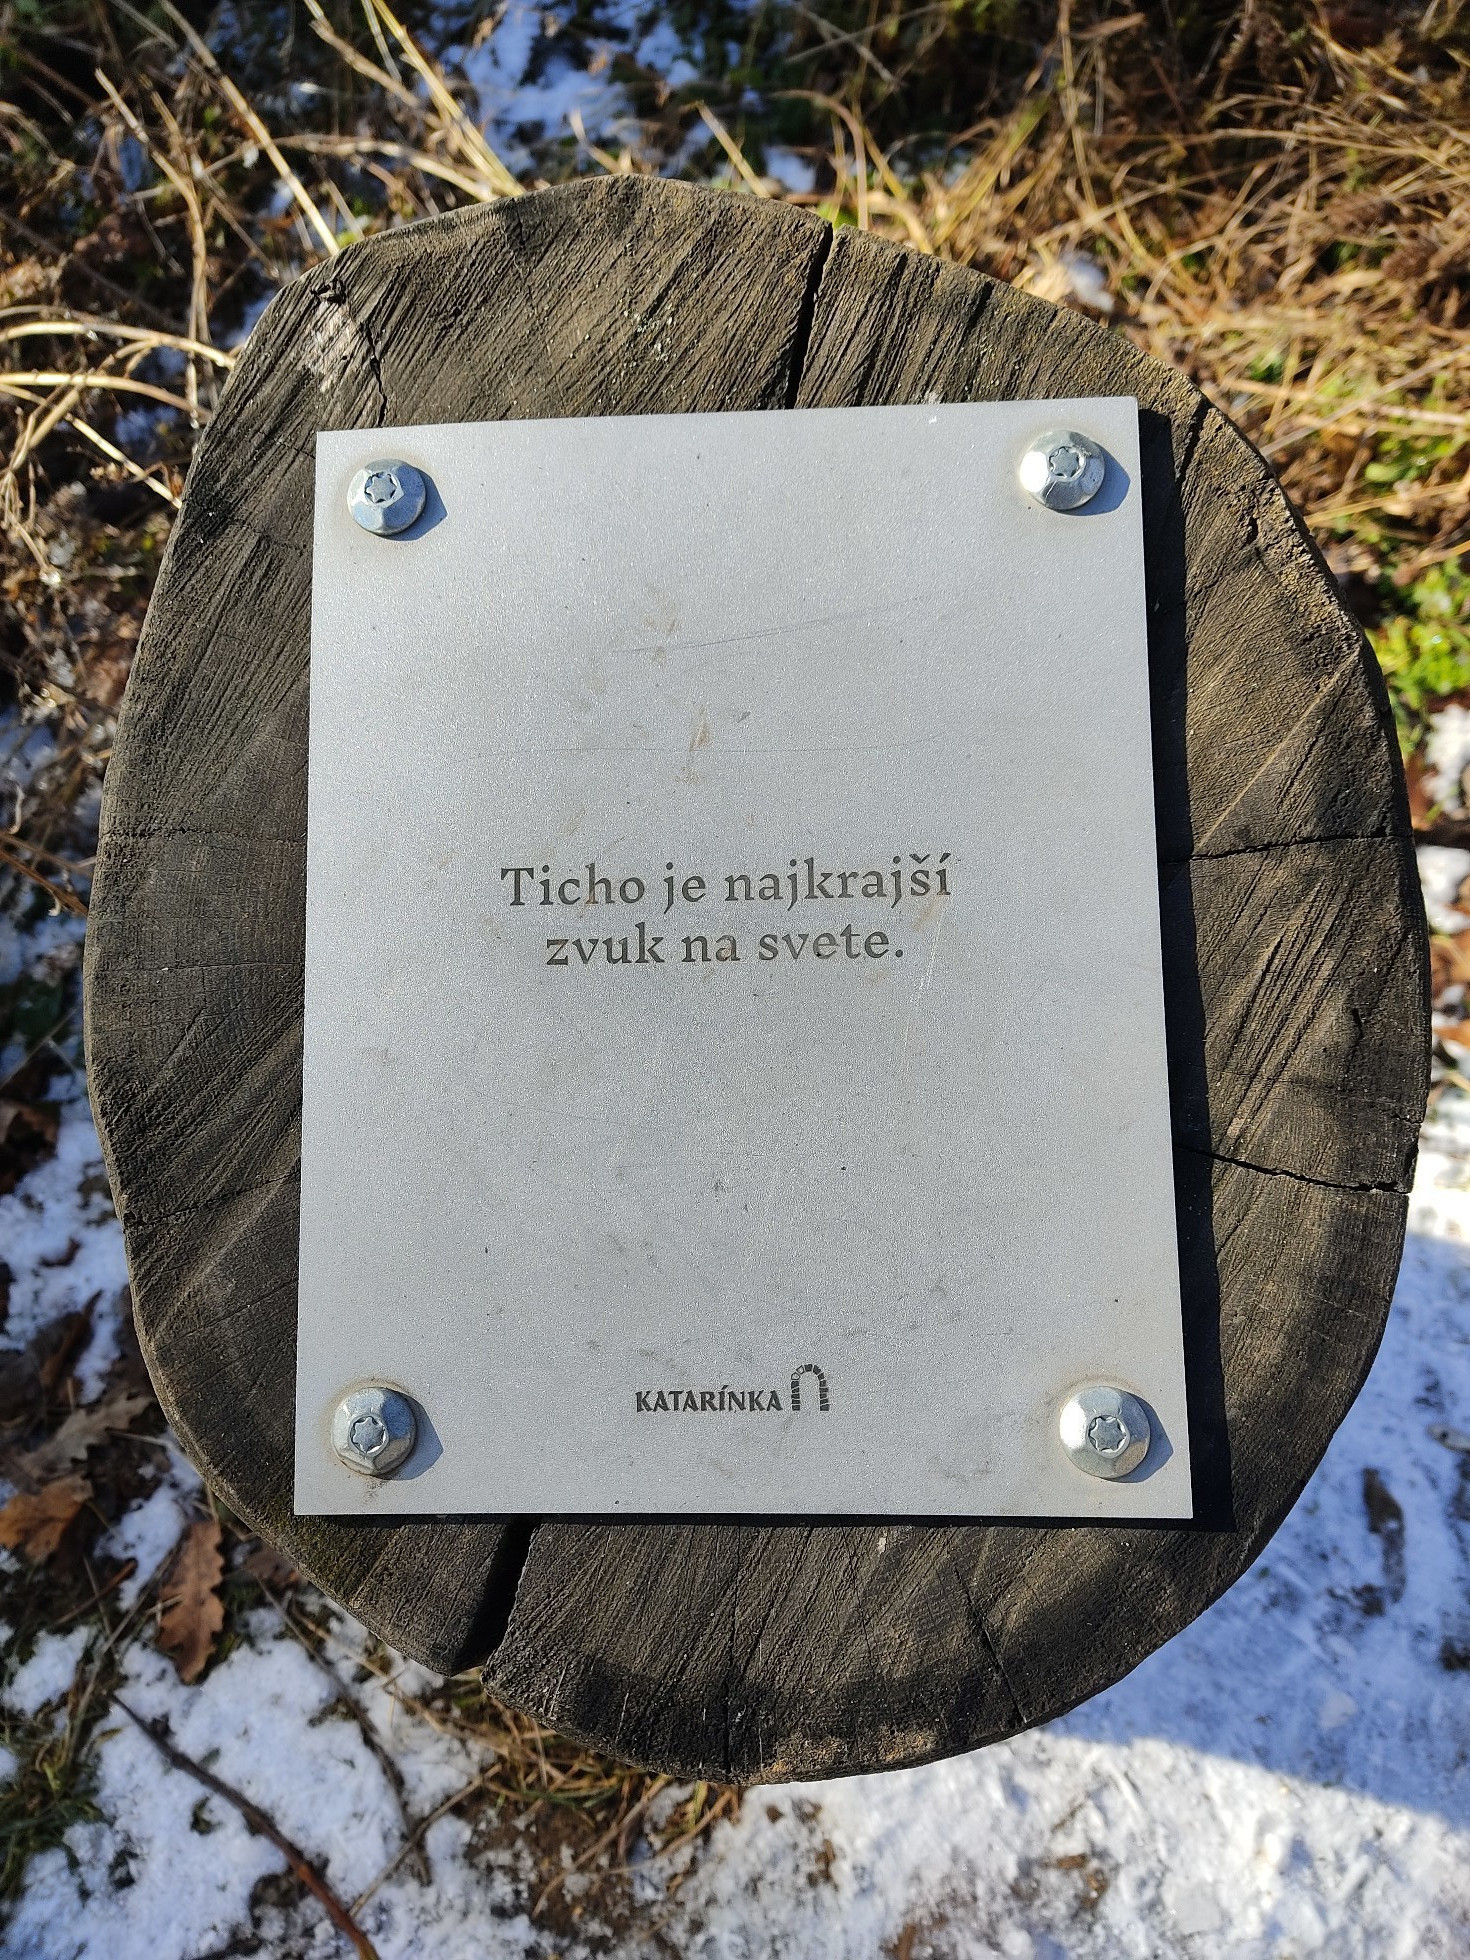 Ticho je najkrajší
zvuk na svete.
KATARÍNKA